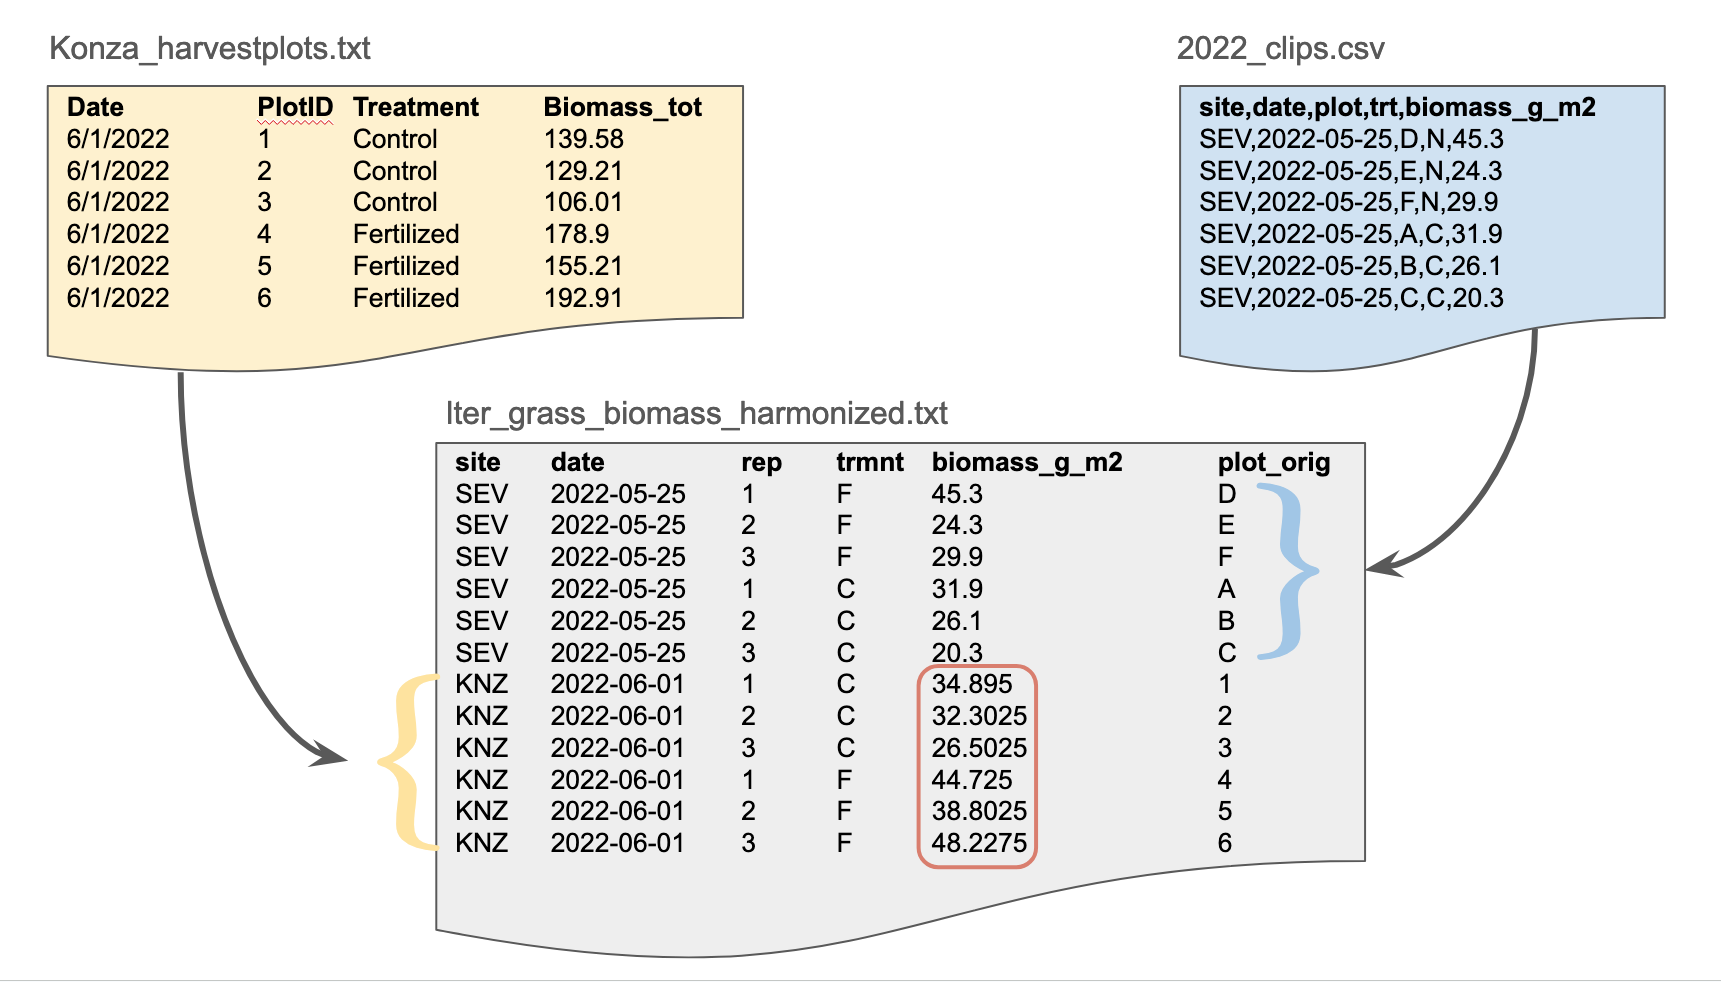 Konza_harvestplots.txt
Date PlotID Treatment Biomass_tot
6/1/2022 1 Control 139.58
6/1/2022 2 Control 129.21
6/1/2022 3 Control 106.01
6/1/2022 4 Fertilized 178.9
6/1/2022 5 Fertilized 155.21
6/1/2022 6 Fertilized 192.91
2022_clips.csv
site,date,plot,trt,biomass_g_m2
SEV,2022-05-25,D,N,45.3
SEV,2022-05-25,E,N,24.3
SEV,2022-05-25,F,N,29.9
SEV,2022-05-25,A,C,31.9
SEV,2022-05-25,B,C,26.1
SEV,2022-05-25,C,C,20.3
lter_grass_biomass_harmonized.txt
site date rep trmnt biomass_g_m2 plot_orig
SEV 2022-05-25 1 F 45.3 D
SEV 2022-05-25 2 F 24.3 E
SEV 2022-05-25 3 F 29.9 F
SEV 2022-05-25 1 C 31.9 A
SEV 2022-05-25 2 C 26.1 B
SEV 2022-05-25 3 C 20.3 C
KNZ 2022-06-01 1 C 34.895 1
KNZ 2022-06-01 2 C 32.3025 2
KNZ 2022-06-01 3 C 26.5025 3
KNZ 2022-06-01 1 F 44.725 4
KNZ 2022-06-01 2 F 38.8025 5
KNZ 2022-06-01 3 F 48.2275 6